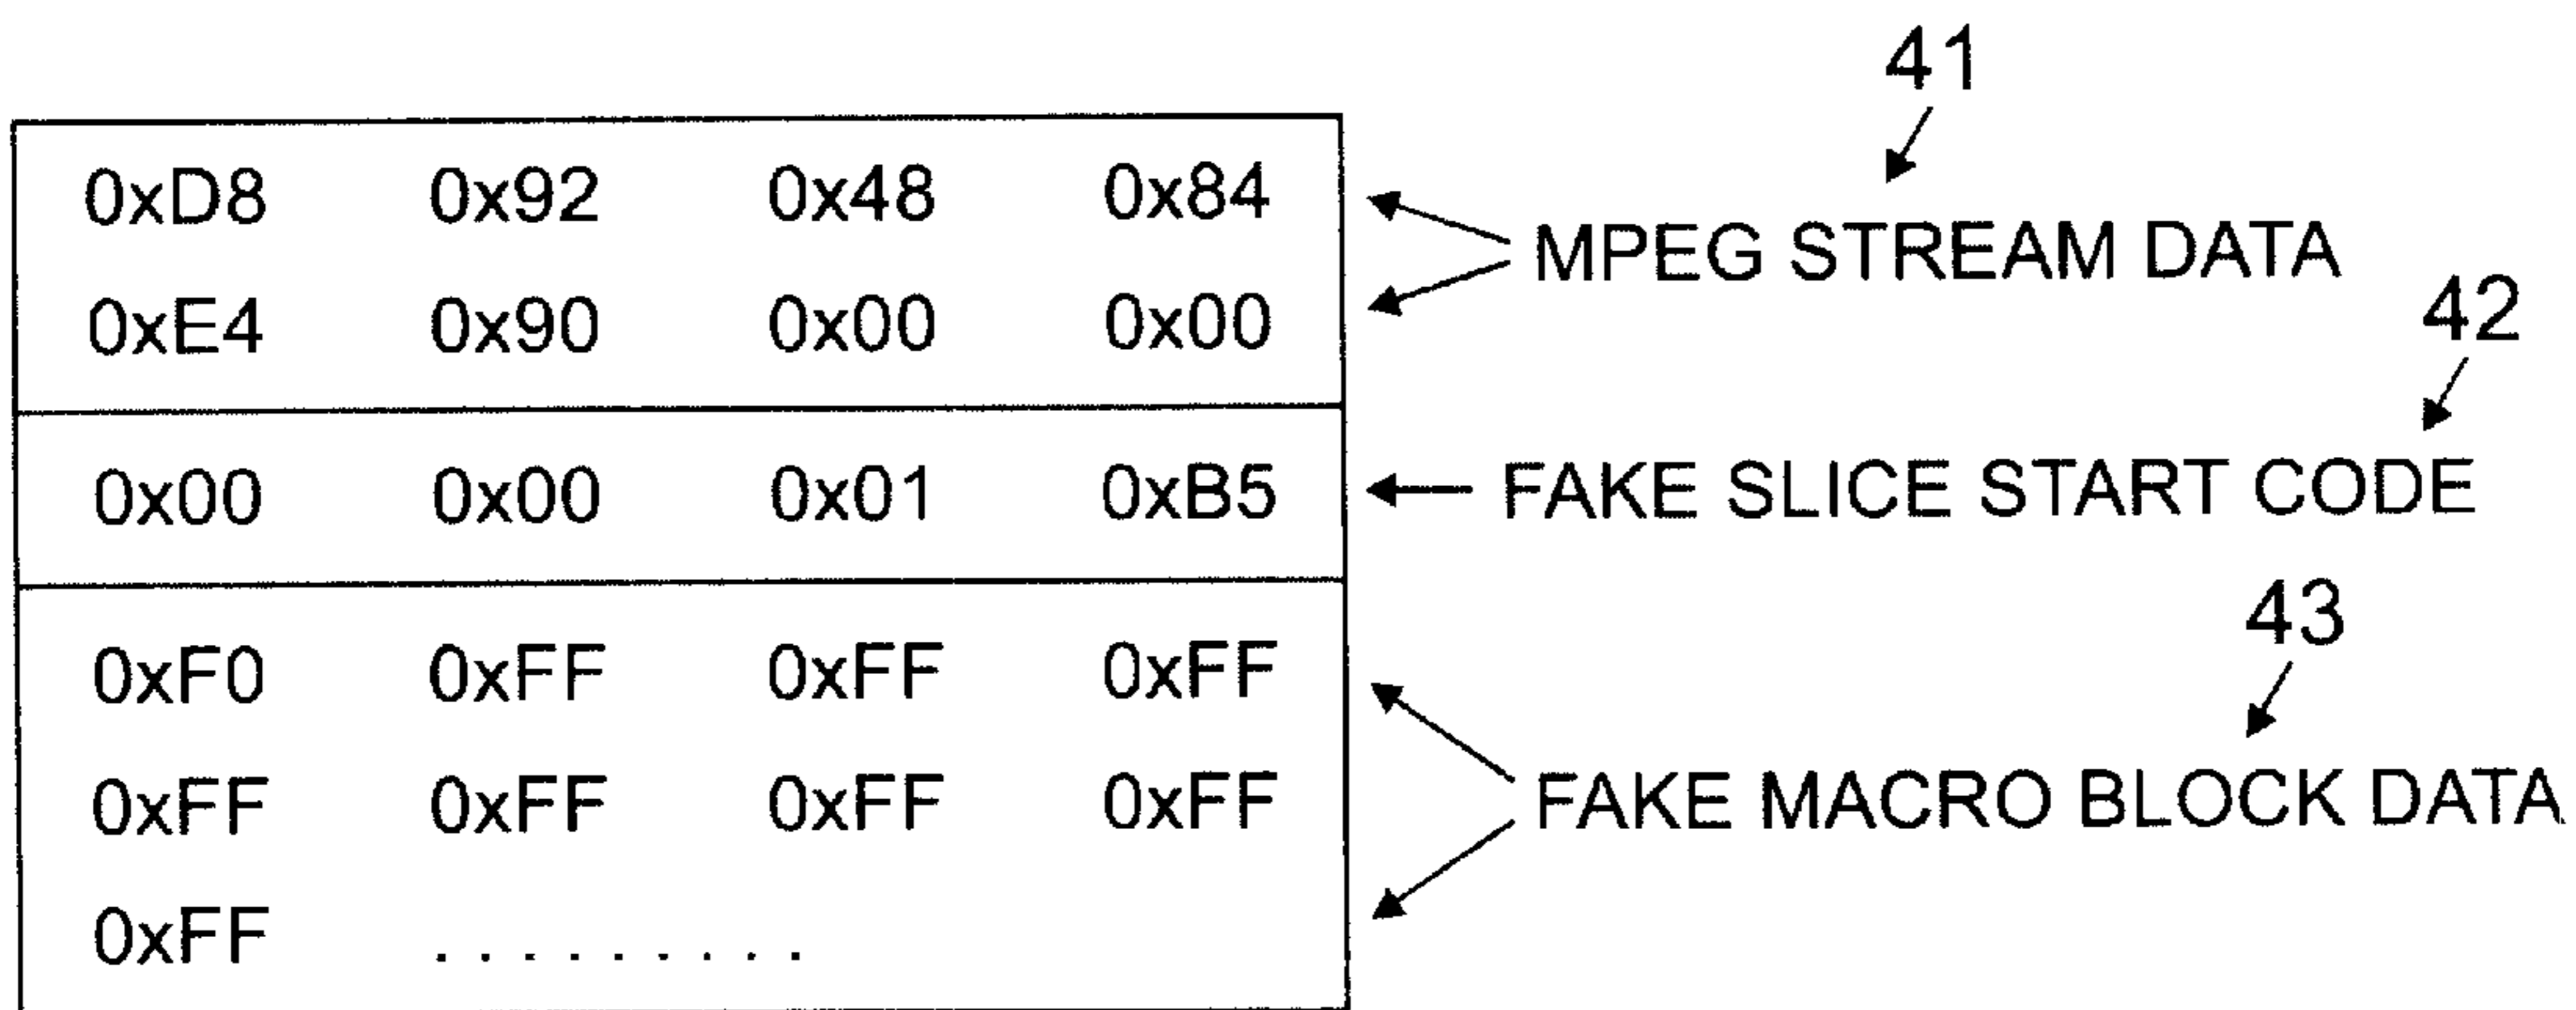 41
0xD8 0x92 0x48 0x84
MPEG STREAM DATA
0xE4 0x90 0x00 0x00
42
0x00 0x00 0x01 0xB5
FAKE SLICE START CODE
43
0xF0 0xFF 0xFF 0xFF
0xFF 0xFF 0xFF 0xFF
FAKE MACRO BLOCK DATA
0xFF . . . . . . . . .